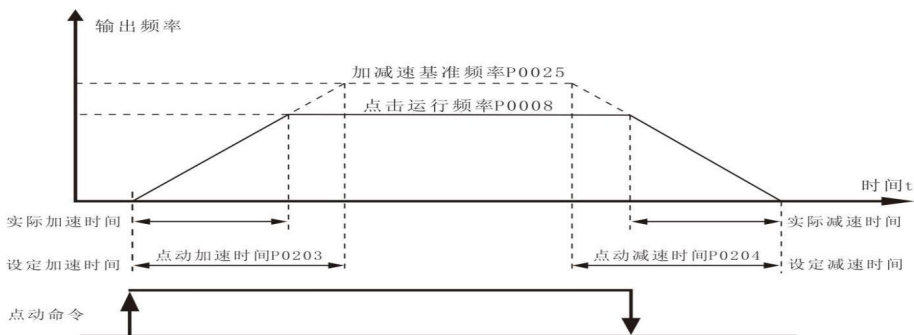 输出频率
加减速基准频率P0025
点击运行频率P0008
时间t
实际加速时间
实际减速时间
设定加速时间
点动加速时间P0203
点动减速时间P0204
设定减速时间
点动命令